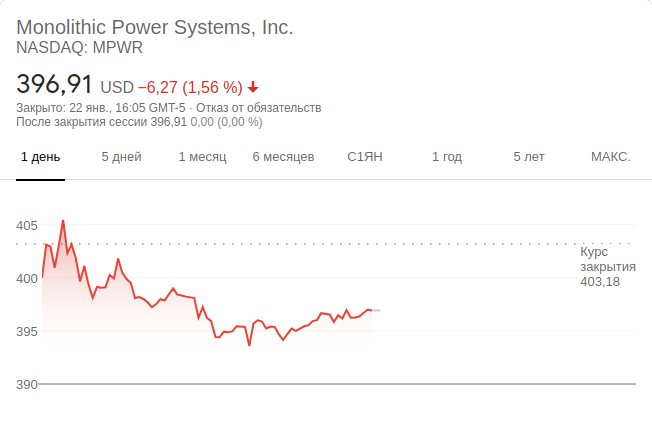 Monolithic Power Systems, Inc.
NASDAQ: MPWR
396,91 USD −6,27 (1,56 %)
Закрыто: 22 янв., 16:05 GMT-5 · Отказ от обязательств
После закрытия сессии 396,91 0,00 (0,00 %)
1 день 5 дней 1 месяц 6 месяцев С1ЯН 1 год 5 лет МАКС.
405
Курс
закрытия
403,18
400
395
390